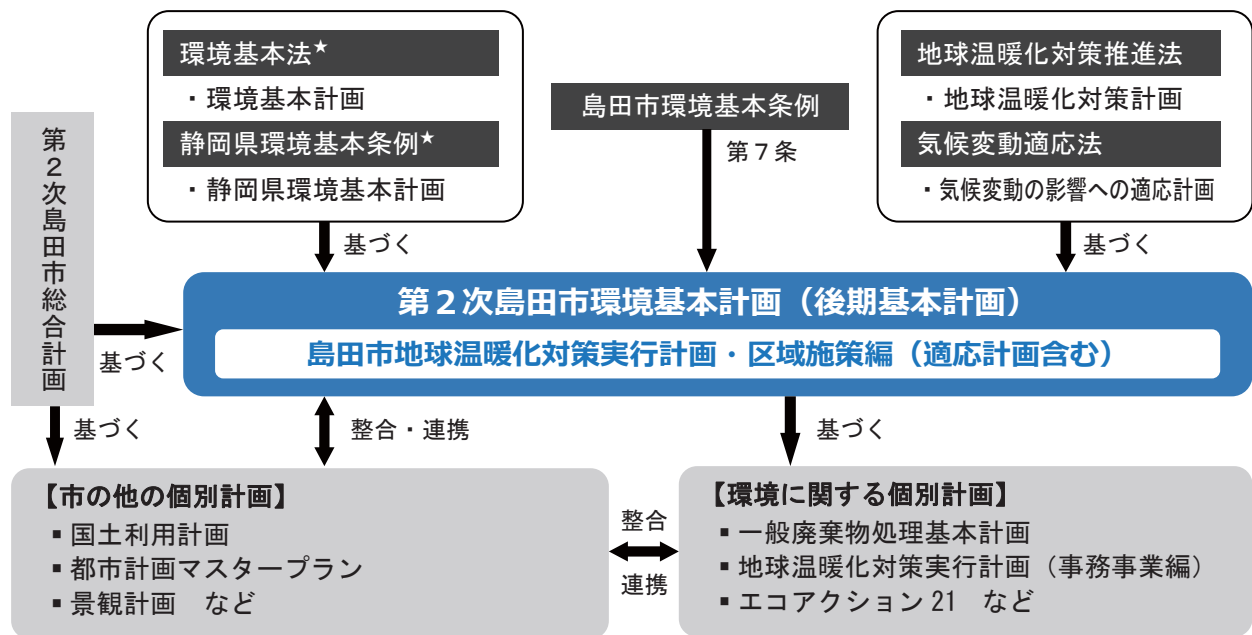 環境基本法★
・環境基本計画
静岡県環境基本条例★
・静岡県環境基本計画
島田市環境基本条例
第７条
地球温暖化対策推進法
・地球温暖化対策計画
気候変動適応法
・気候変動の影響への適応計画
第２次島田市総合計画
基づく
基づく
基づく
第２次島田市環境基本計画（後期基本計画）
島田市地球温暖化対策実行計画・区域施策編（適応計画含む）
基づく
整合・連携
基づく
【市の他の個別計画】
▪国土利用計画
▪都市計画マスタープラン
▪景観計画　など
整合
連携
【環境に関する個別計画】
▪一般廃棄物処理基本計画
▪地球温暖化対策実行計画（事務事業編）
▪エコアクション 21　など